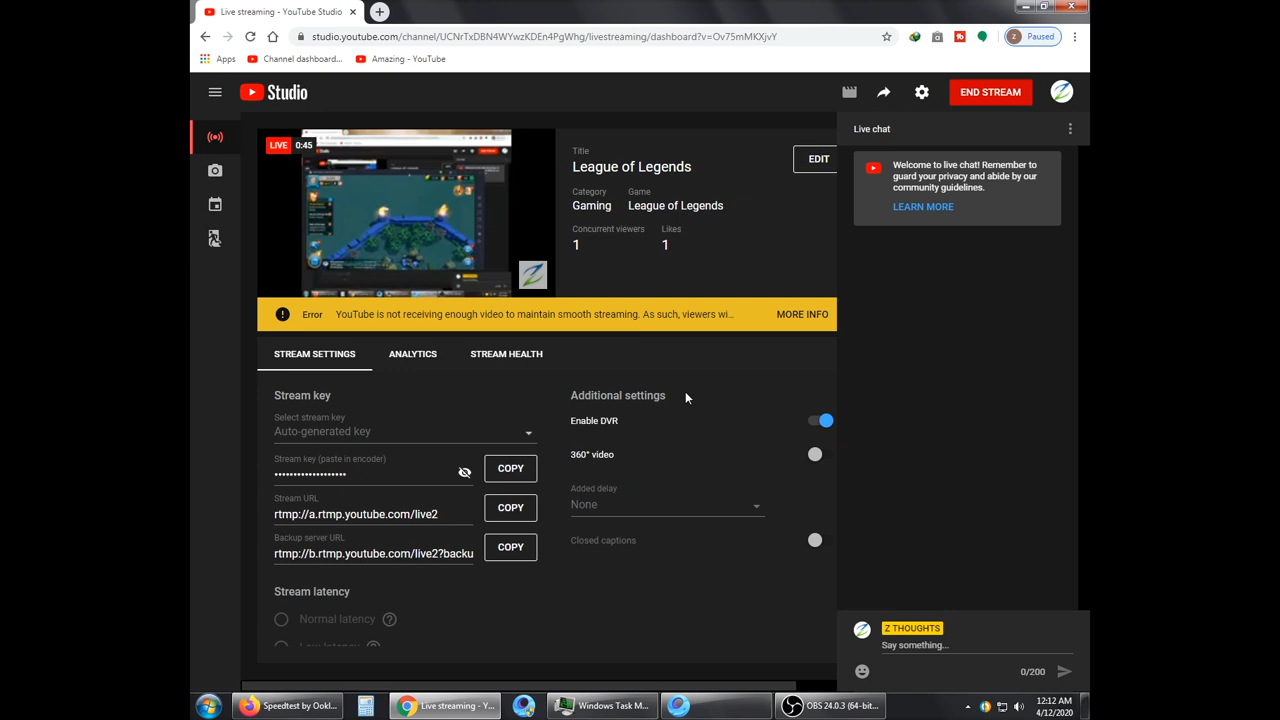 Live streaming - YouTube Studio
studio.youtube.com/channel/UCNrTxDBN4WYwzKDEn4PgWhg/livestreaming/dashboard?v=Ov75mMKXjvY
Z
Paused
Apps
Channel dashboard...
Amazing - YouTube
Studio
END STREAM
LIVE 0:45
Title
League of Legends
EDIT
Category
Game
Gaming
League of Legends
Concurrent viewers
Likes
1
1
Error
YouTube is not receiving enough video to maintain smooth streaming. As such, viewers wi...
MORE INFO
STREAM SETTINGS
ANALYTICS
STREAM HEALTH
Stream key
Select stream key
Auto-generated key
Stream key (paste in encoder)
•••••••••••••••••••
COPY
Stream URL
rtmp://a.rtmp.youtube.com/live2
COPY
Backup server URL
rtmp://b.rtmp.youtube.com/live2?backu
COPY
Stream latency
Normal latency
Low latency
Additional settings
Enable DVR
360° video
Added delay
None
Closed captions
Live chat
Welcome to live chat! Remember to
guard your privacy and abide by our
community guidelines.
LEARN MORE
Z THOUGHTS
Say something...
0/200
Speedtest by Ookl...
Live streaming - Y...
Windows Task M...
OBS 24.0.3 (64-bit...
12:12 AM
4/12/2020